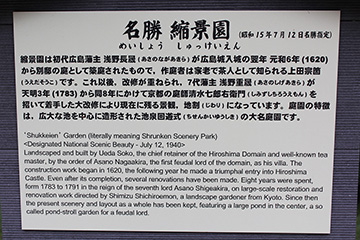 名勝 縮景園 (昭和15年7月12日名勝指定)
めいしょう しゅっけいえん
縮景園は初代広島藩主 浅野長晟(あさのながあきら)が広島城入城の翌年 元和6年(1620)
から別邸の庭として築庭されたもので、作庭者は家老で茶人として知られる上田宗箇
(うえだそうこ)です。これ以後、改修が重ねられ、7代藩主 浅野重晟(あさのしげあきら)が
天明3年(1783)から同8年にかけて京都の庭師清水七郎右衛門(しみずしちろううえもん)を
招いて着手した大改修により現在に残る景観、地割(じわり)になっています。庭園の特徴
は、広大な池を中心に造られた池泉回遊式(ちせんかいゆうしき)の大名庭園です。
'Shukkeien' Garden (literally meaning Shrunken Scenery Park)
<Designated National Scenic Beauty - July 12, 1940>
Landscaped and built by Ueda Soko, the chief retainer of the Hiroshima Domain and well-known tea
master, by the order of Asano Nagaakira, the first feudal lord of the domain, as his villa. The
construction work began in 1620, the following year he made a triumphal entry into Hiroshima
Castle. Even after its completion, several renovations have been made. Eight years were spent,
form 1783 to 1791 in the reign of the seventh lord Asano Shigeakira, on large-scale restoration and
renovation work directed by Shimizu Shichiroemon, a landscape gardener from Kyoto. Since then
the present scenery and layout as a whole has been kept, featuring a large pond in the center, a so
called pond-stroll garden for a feudal lord.